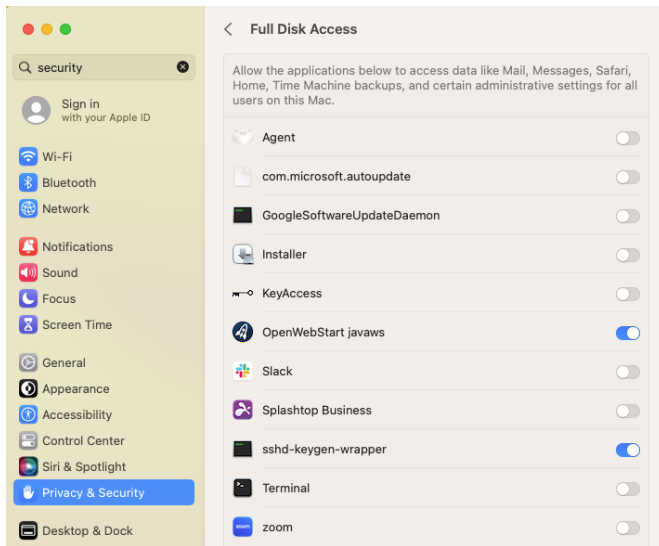 Full Disk Access
security
Sign in
with your Apple ID
Wi-Fi
Bluetooth
Network
Notifications
Sound
Focus
Screen Time
General
Appearance
Accessibility
Control Center
Siri & Spotlight
Privacy & Security
Desktop & Dock
Allow the applications below to access data like Mail, Messages, Safari,
Home, Time Machine backups, and certain administrative settings for all
users on this Mac.
Agent
com.microsoft.autoupdate
GoogleSoftwareUpdateDaemon
Installer
KeyAccess
OpenWebStart javaws
Slack
Splashtop Business
sshd-keygen-wrapper
Terminal
zoom
zoom